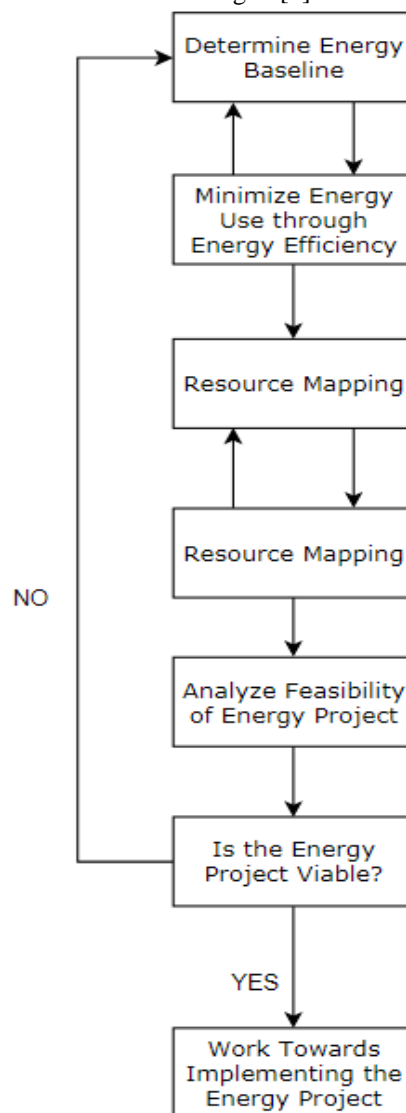 Determine Energy
Baseline
Minimize Energy
Use through
Energy Efficiency
Resource Mapping
Resource Mapping
NO
Analyze Feasibility
of Energy Project
Is the Energy
Project Viable?
YES
Work Towards
Implementing the
Energy Project